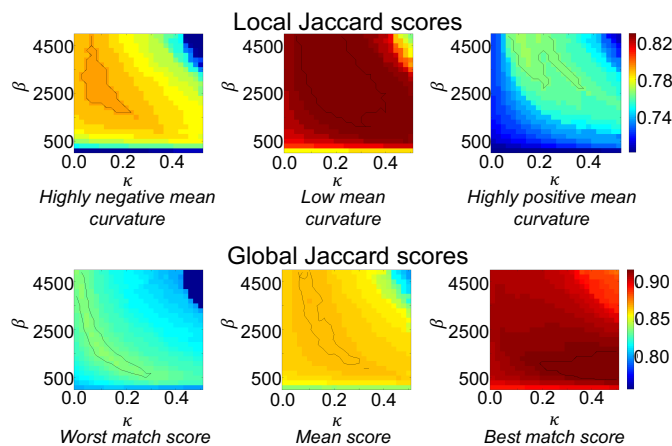 Local Jaccard scores
4500
2500
500
β
0.0 0.2 0.4
κ
Highly negative mean
curvature
4500
2500
500
β
0.0 0.2 0.4
κ
Low mean
curvature
4500
2500
500
β
0.0 0.2 0.4
κ
Highly positive mean
curvature
0.82
0.78
0.74
Global Jaccard scores
4500
2500
500
β
0.0 0.2 0.4
κ
Worst match score
4500
2500
500
β
0.0 0.2 0.4
κ
Mean score
4500
2500
500
β
0.0 0.2 0.4
κ
Best match score
0.90
0.85
0.80